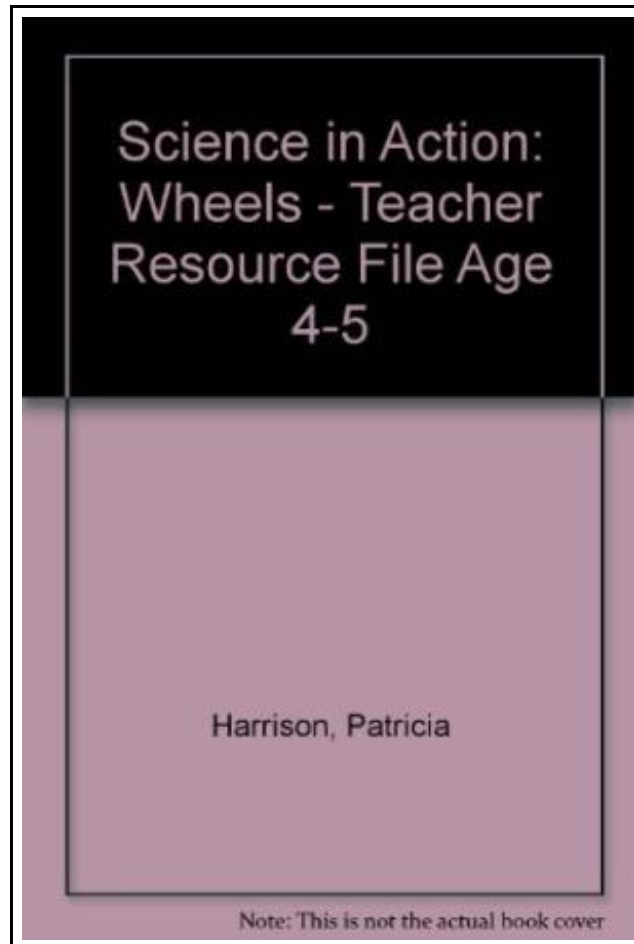 Science in Action:
Wheels - Teacher
Resource File Age
4-5
Harrison, Patricia
Note: This is not the actual book cover